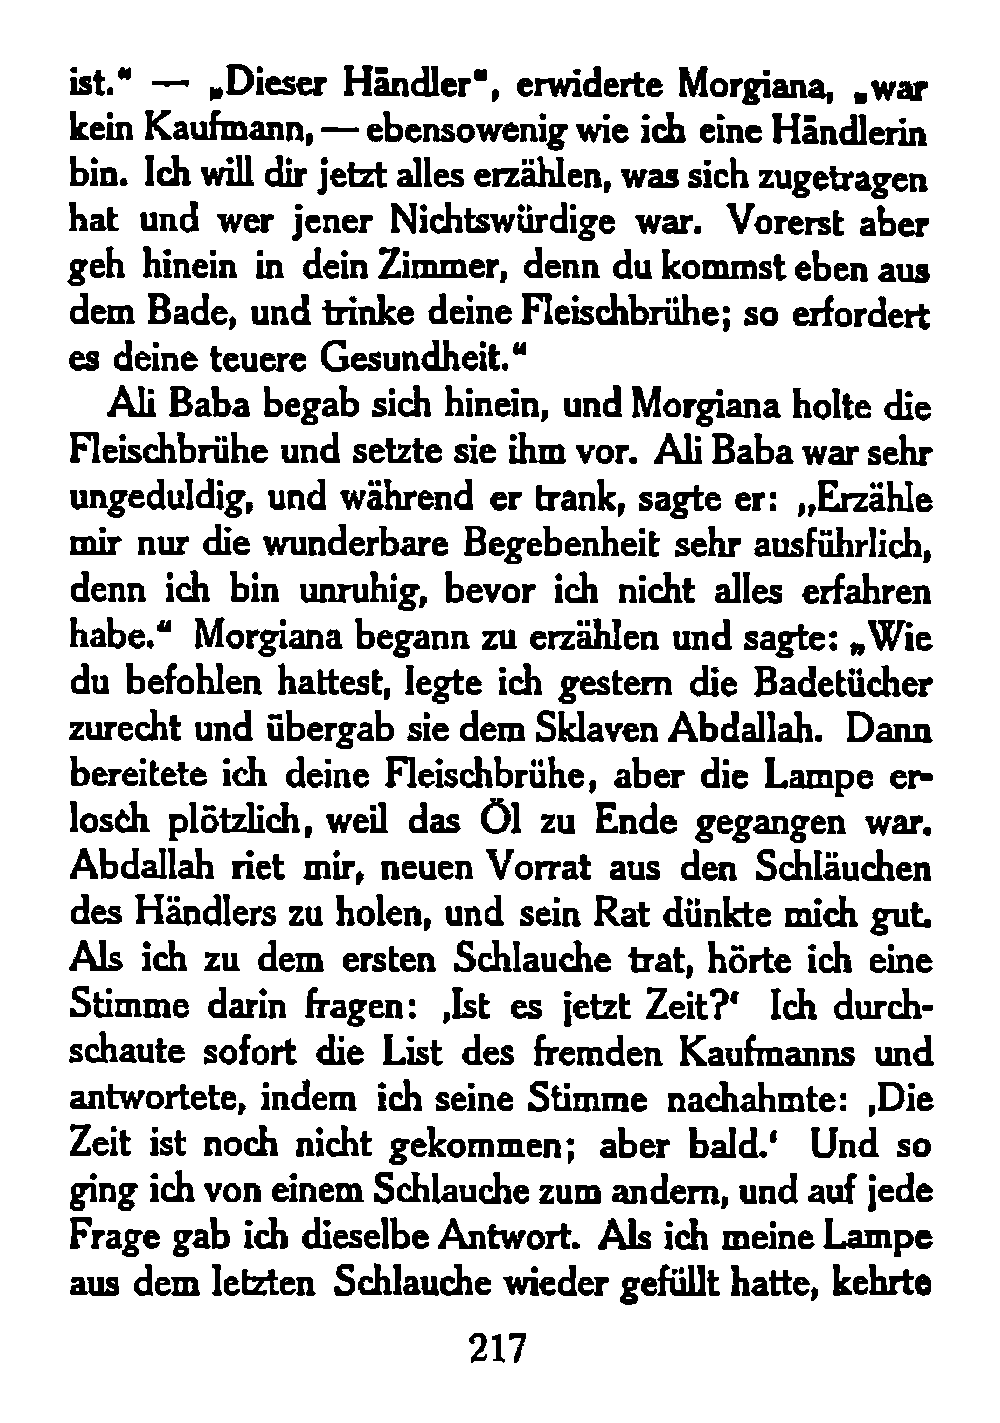 ist.“ — „Dieser Händler“, erwiderte Morgiana, „war
kein Kaufmann, — ebensowenig wie ich eine Händlerin
bin. Ich will dir jetzt alles erzählen, was sich zugetragen
hat und wer jener Nichtswürdige war. Vorerst aber
geh hinein in dein Zimmer, denn du kommst eben aus
dem Bade, und trinke deine Fleischbrühe; so erfordert
es deine teuere Gesundheit.“
Ali Baba begab sich hinein, und Morgiana holte die
Fleischbrühe und setzte sie ihm vor. Ali Baba war sehr
ungeduldig, und während er trank, sagte er: „Erzähle
mir nur die wunderbare Begebenheit sehr ausführlich,
denn ich bin unruhig, bevor ich nicht alles erfahren
habe.“ Morgiana begann zu erzählen und sagte: „Wie
du befohlen hattest, legte ich gestern die Badetücher
zurecht und übergab sie dem Sklaven Abdallah. Dann
bereitete ich deine Fleischbrühe, aber die Lampe er-
losch plötzlich, weil das Öl zu Ende gegangen war.
Abdallah riet mir, neuen Vorrat aus den Schläuchen
des Händlers zu holen, und sein Rat dünkte mich gut.
Als ich zu dem ersten Schlauche trat, hörte ich eine
Stimme darin fragen: ‚Ist es jetzt Zeit?‘ Ich durch-
schaute sofort die List des fremden Kaufmanns und
antwortete, indem ich seine Stimme nachahmte: ‚Die
Zeit ist noch nicht gekommen; aber bald.‘ Und so
ging ich von einem Schlauche zum andern, und auf jede
Frage gab ich dieselbe Antwort. Als ich meine Lampe
aus dem letzten Schlauche wieder gefüllt hatte, kehrte
217